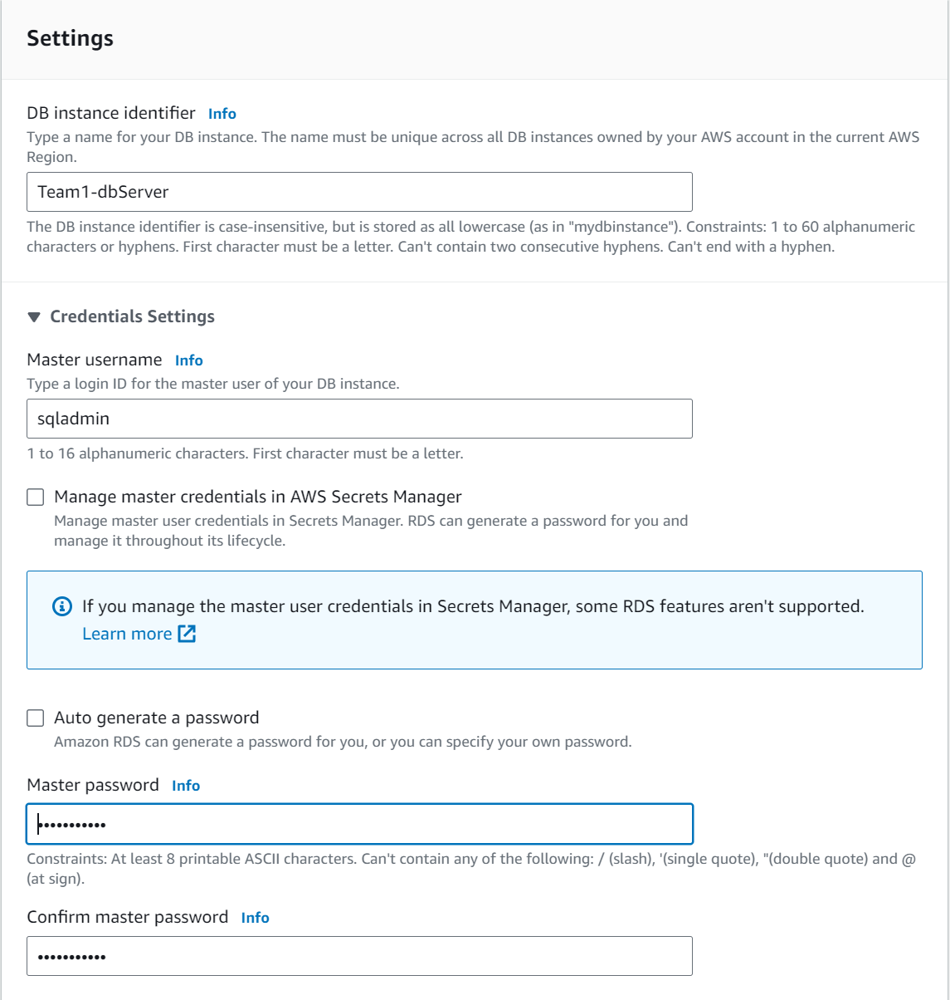 Settings
DB instance identifier Info
Type a name for your DB instance. The name must be unique across all DB instances owned by your AWS account in the current AWS
Region.
Team1-dbServer
The DB instance identifier is case-insensitive, but is stored as all lowercase (as in "mydbinstance"). Constraints: 1 to 60 alphanumeric
characters or hyphens. First character must be a letter. Can't contain two consecutive hyphens. Can't end with a hyphen.
Credentials Settings
Master username Info
Type a login ID for the master user of your DB instance.
sqladmin
1 to 16 alphanumeric characters. First character must be a letter.
Manage master credentials in AWS Secrets Manager
Manage master user credentials in Secrets Manager. RDS can generate a password for you and
manage it throughout its lifecycle.
If you manage the master user credentials in Secrets Manager, some RDS features aren't supported.
Learn more
Auto generate a password
Amazon RDS can generate a password for you, or you can specify your own password.
Master password Info
•••••••••••
Constraints: At least 8 printable ASCII characters. Can't contain any of the following: / (slash), '(single quote), "(double quote) and @
(at sign).
Confirm master password Info
•••••••••••